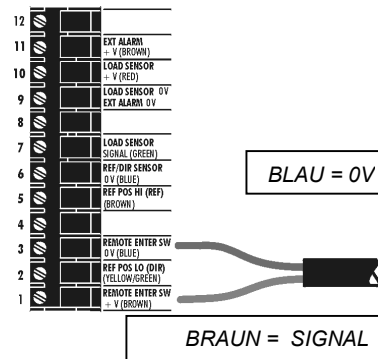 12
11 EXT ALARM
+ V (BROWN)
10 LOAD SENSOR
+ V (RED)
9 LOAD SENSOR 0V
EXT ALARM 0V
8
7 LOAD SENSOR
SIGNAL (GREEN)
6 REF/DIR SENSOR
0V (BLUE)
5 REF POS HI (REF)
(BROWN)
4
3 REMOTE ENTER SW
0V (BLUE)
2 REF POS LO (DIR)
(YELLOW/GREEN)
1 REMOTE ENTER SW
+ V (BROWN)
BLAU = 0V
BRAUN = SIGNAL